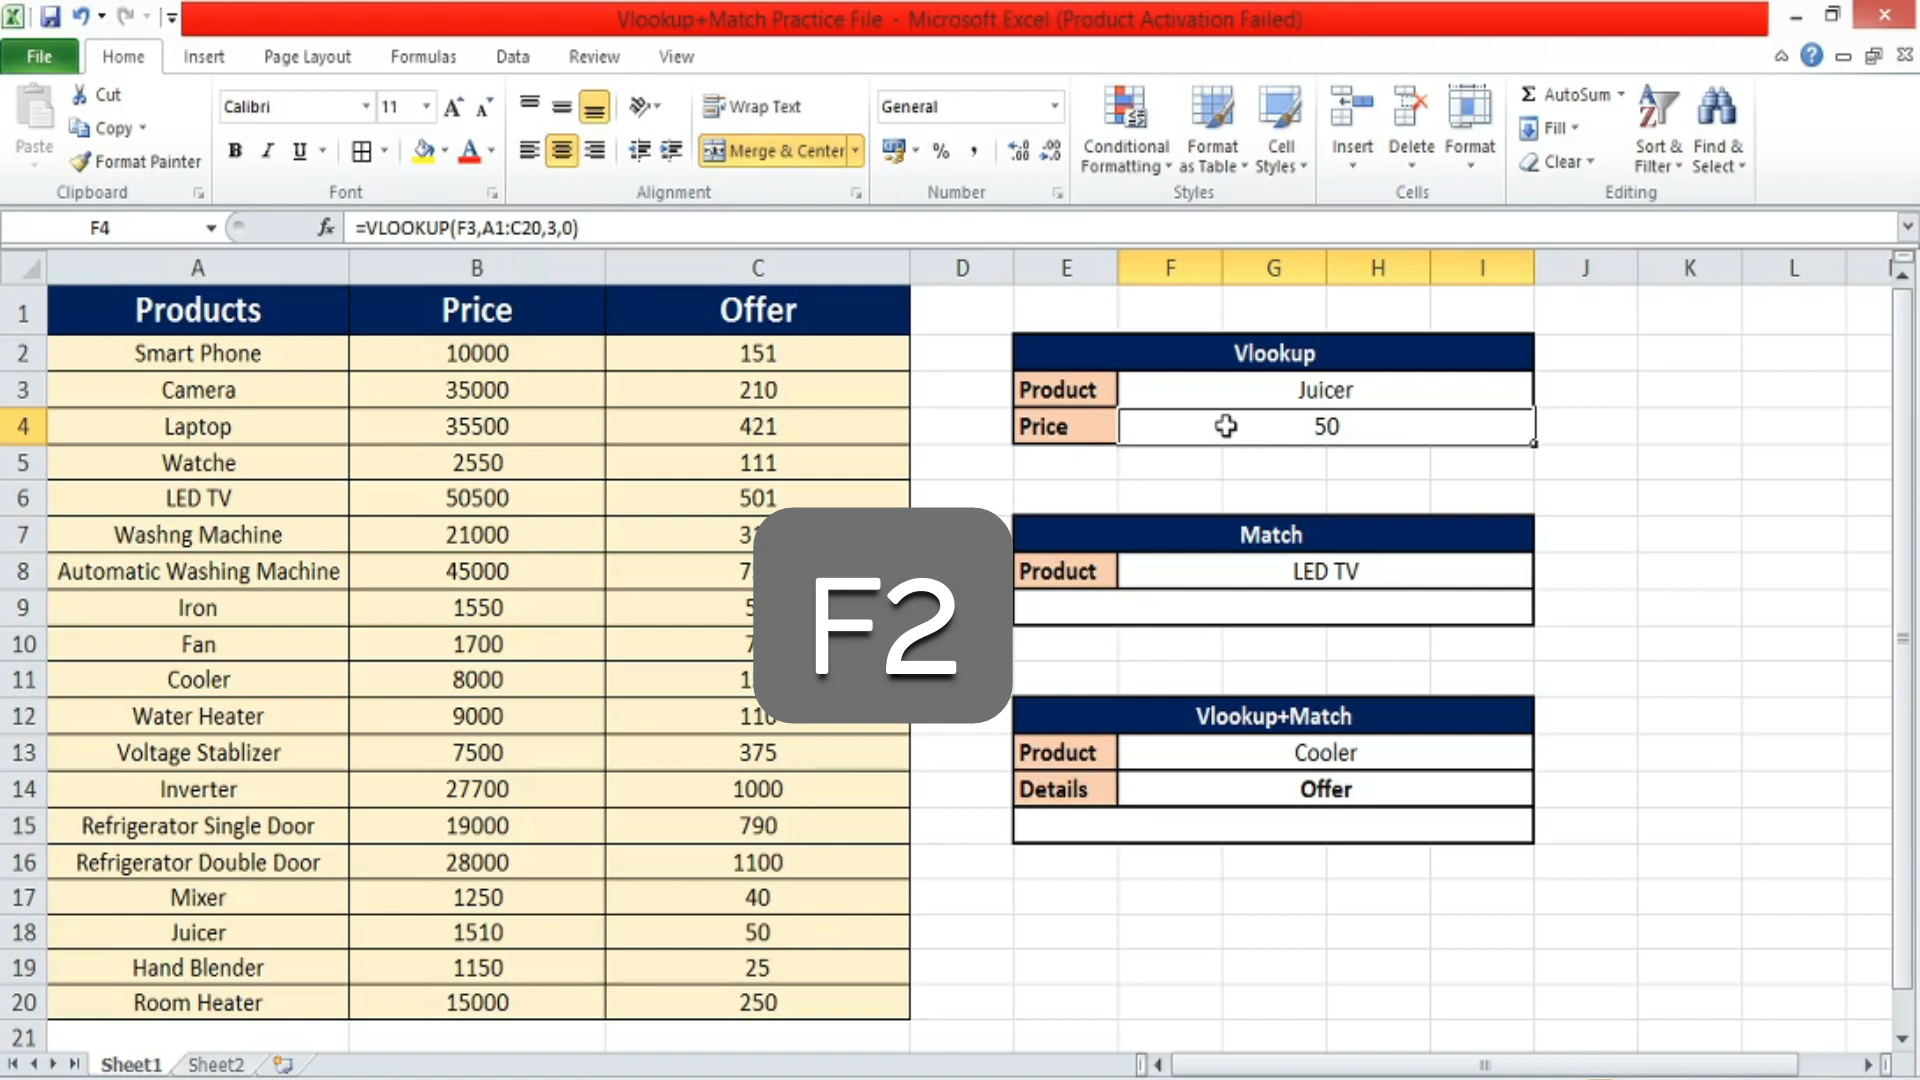 Vlookup+Match Practice File - Microsoft Excel (Product Activation Failed)
File Home Insert Page Layout Formulas Data Review View
Paste
Cut
Copy
Format Painter
Clipboard
Calibri 11
B I U
Font
Wrap Text
Merge & Center
Alignment
General
Number
Conditional Formatting
Format as Table
Cell Styles
Styles
Insert Delete Format
Cells
AutoSum
Fill
Clear
Sort & Filter
Find & Select
Editing
F4 fx =VLOOKUP(F3,A1:C20,3,0)
A B C D E F G H I J K L
1 Products Price Offer
2 Smart Phone 10000 151 Vlookup
3 Camera 35000 210 Product Juicer
4 Laptop 35500 421 Price 50
5 Watche 2550 111
6 LED TV 50500 501
7 Washng Machine 21000 Match
8 Automatic Washing Machine 45000 Product LED TV
9 Iron 1550
10 Fan 1700
F2
11 Cooler 8000
12 Water Heater 9000 Vlookup+Match
13 Voltage Stablizer 7500 375 Product Cooler
14 Inverter 27700 1000 Details Offer
15 Refrigerator Single Door 19000 790
16 Refrigerator Double Door 28000 1100
17 Mixer 1250 40
18 Juicer 1510 50
19 Hand Blender 1150 25
20 Room Heater 15000 250
21
Sheet1 Sheet2